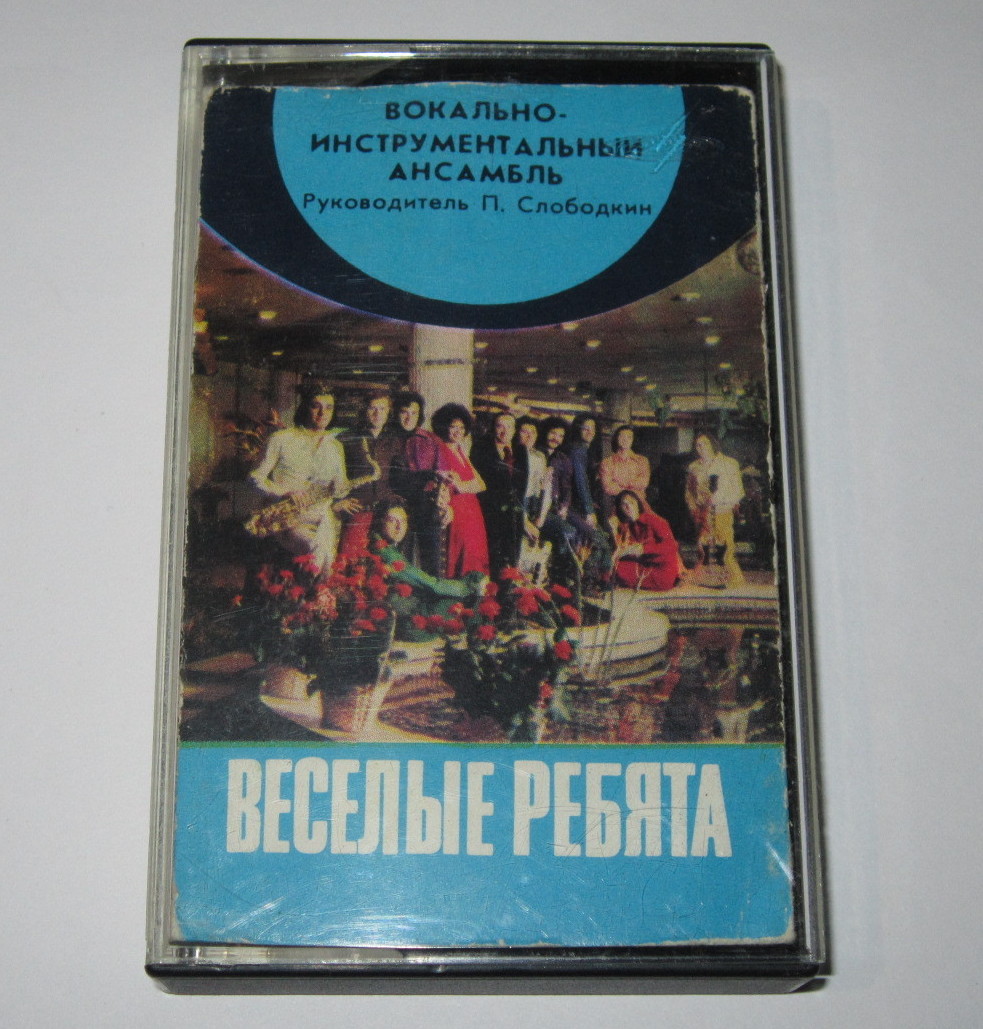 ВОКАЛЬНО-
ИНСТРУМЕНТАЛЬНЫЙ
АНСАМБЛЬ
Руководитель П. Слободкин
ВЕСЕЛЫЕ РЕБЯТА